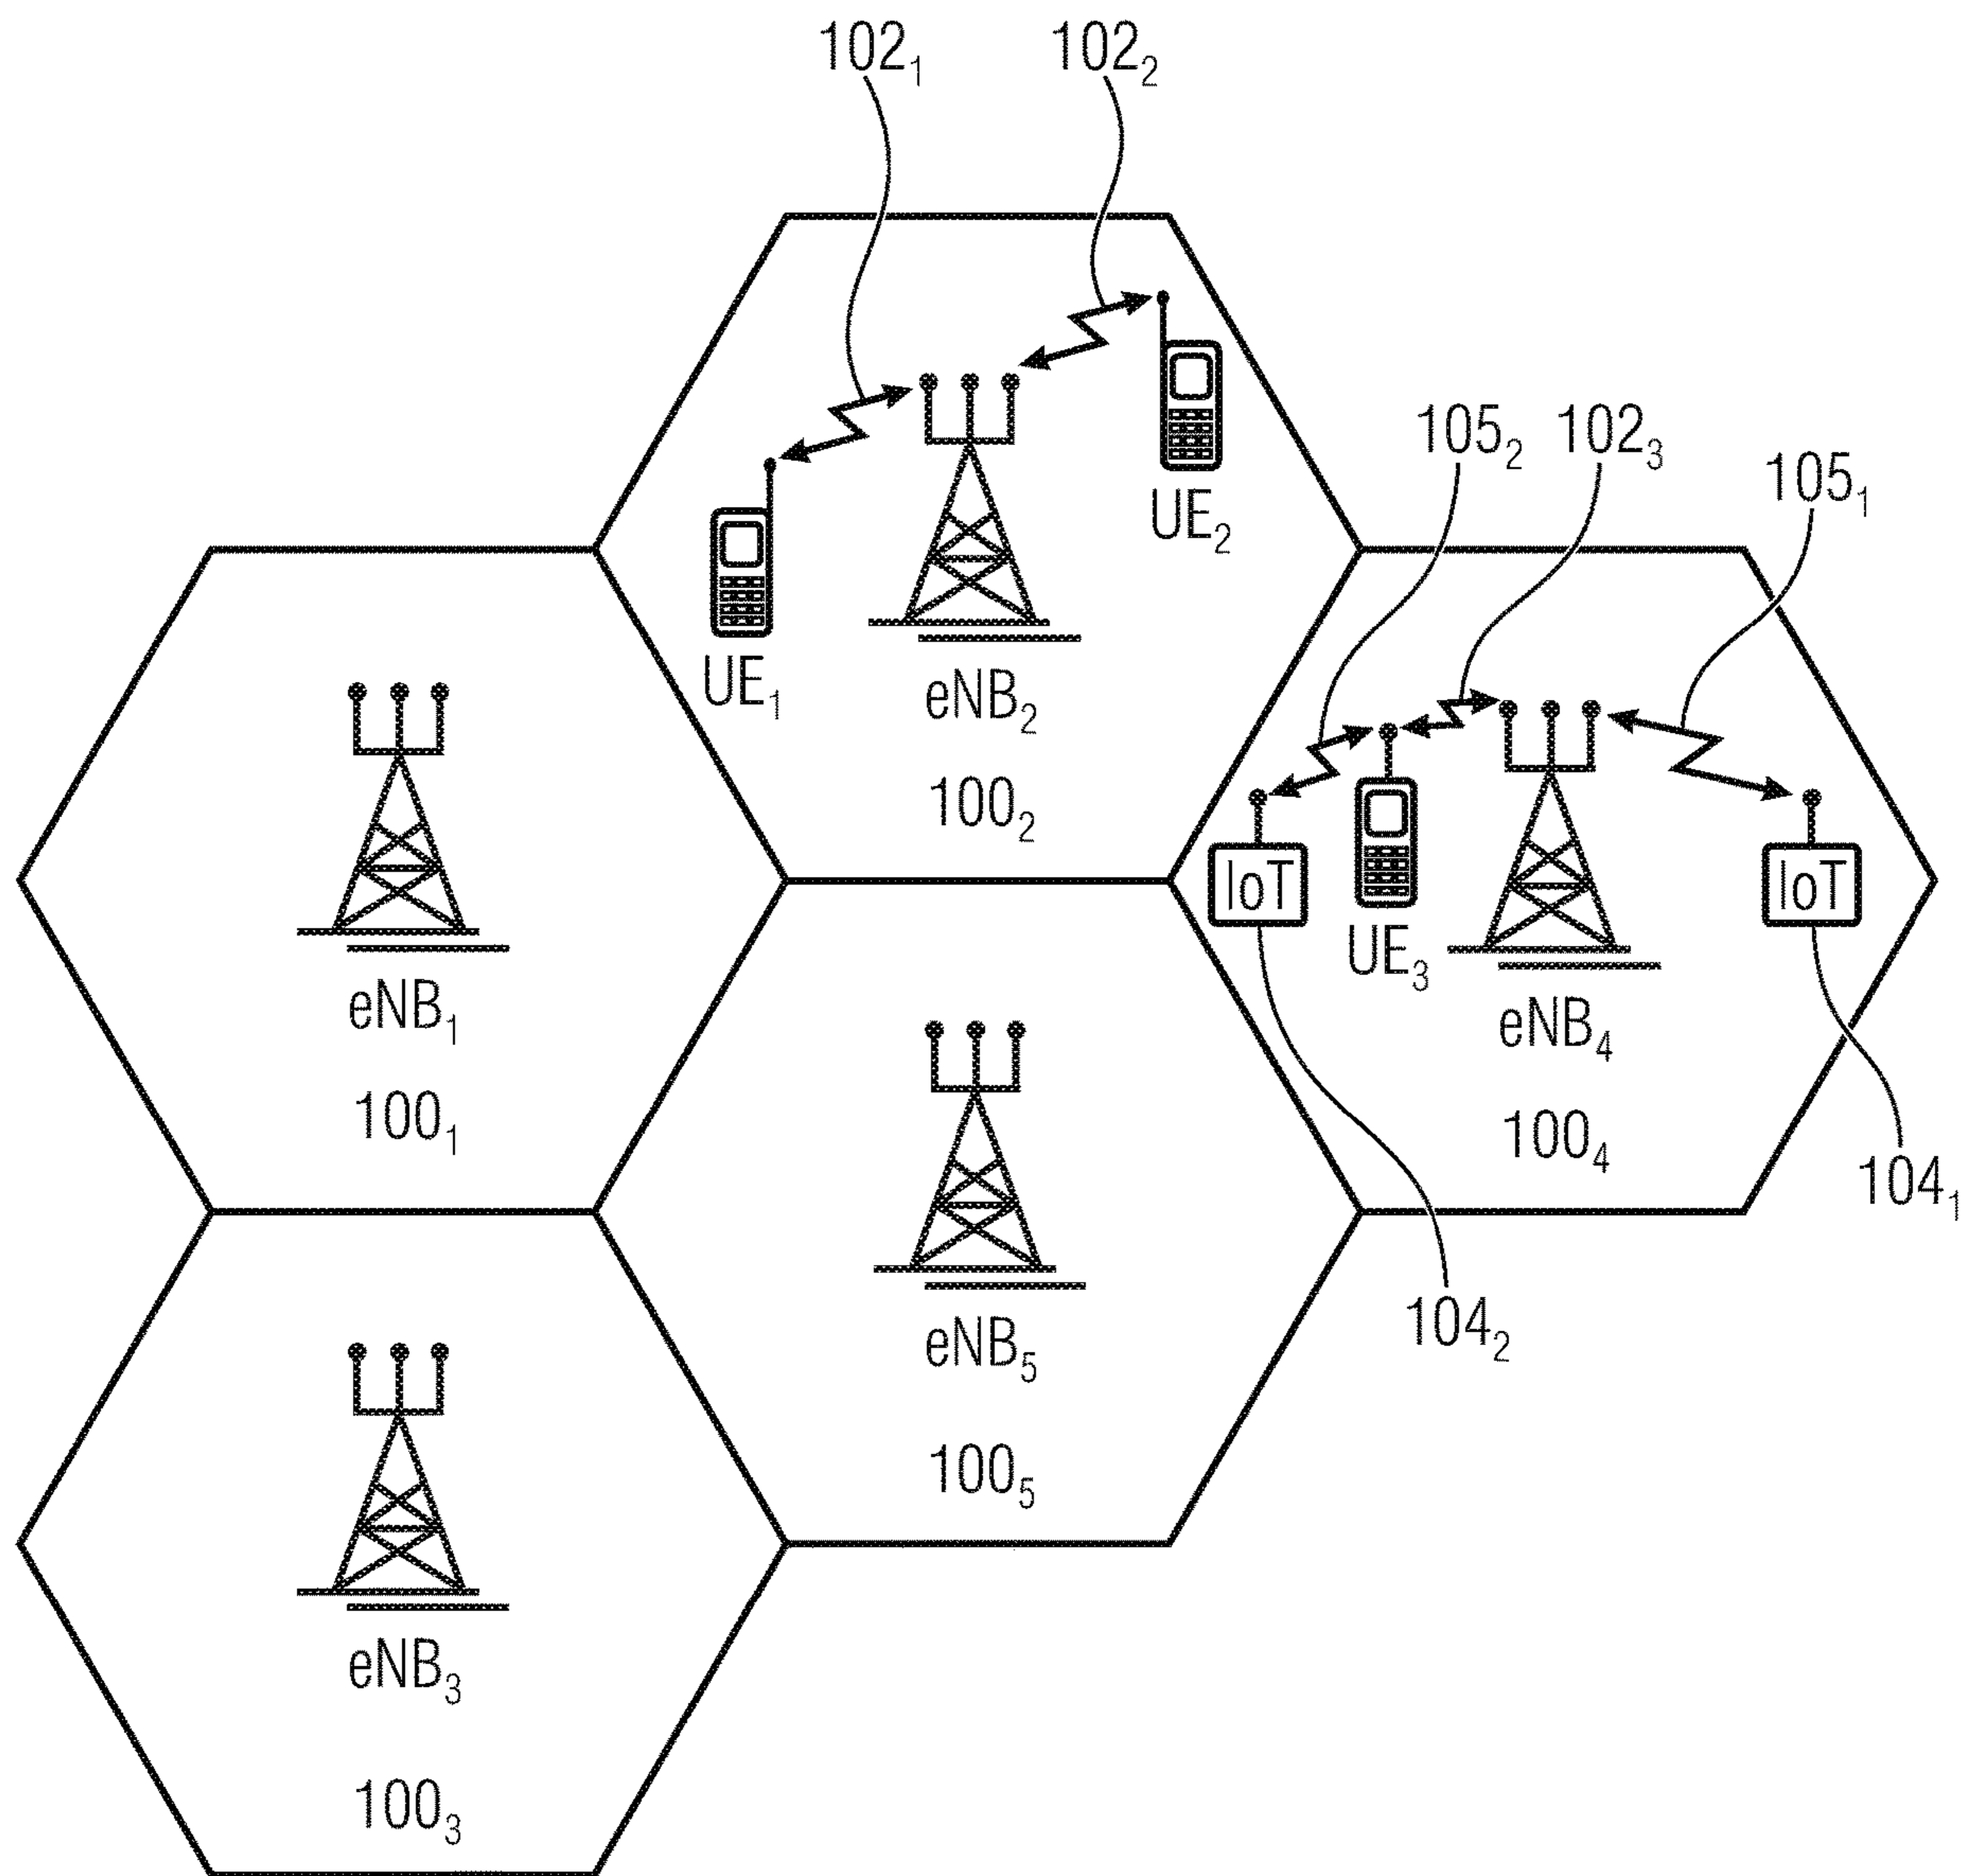 102₁ 102₂
105₂ 102₃ 105₁
UE₂
UE₁ eNB₂
100₂
IoT IoT
UE₃
eNB₁ eNB₄
100₁ 100₄
104₁
104₂
eNB₅
100₅
eNB₃
100₃